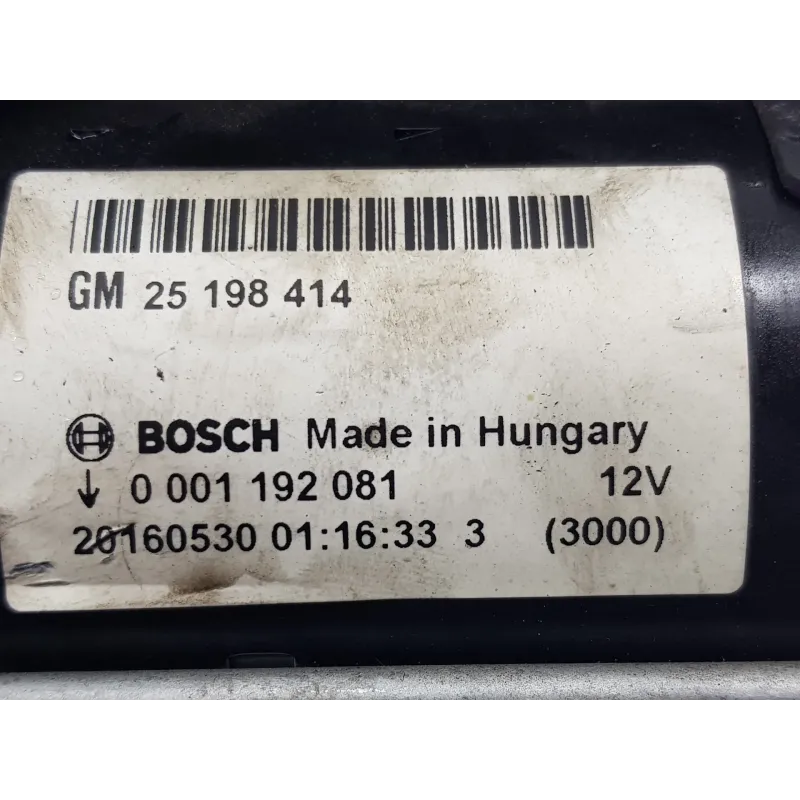 GM 25 198 414
BOSCH Made in Hungary
0 001 192 081 12V
20160530 01:16:33 3 (3000)